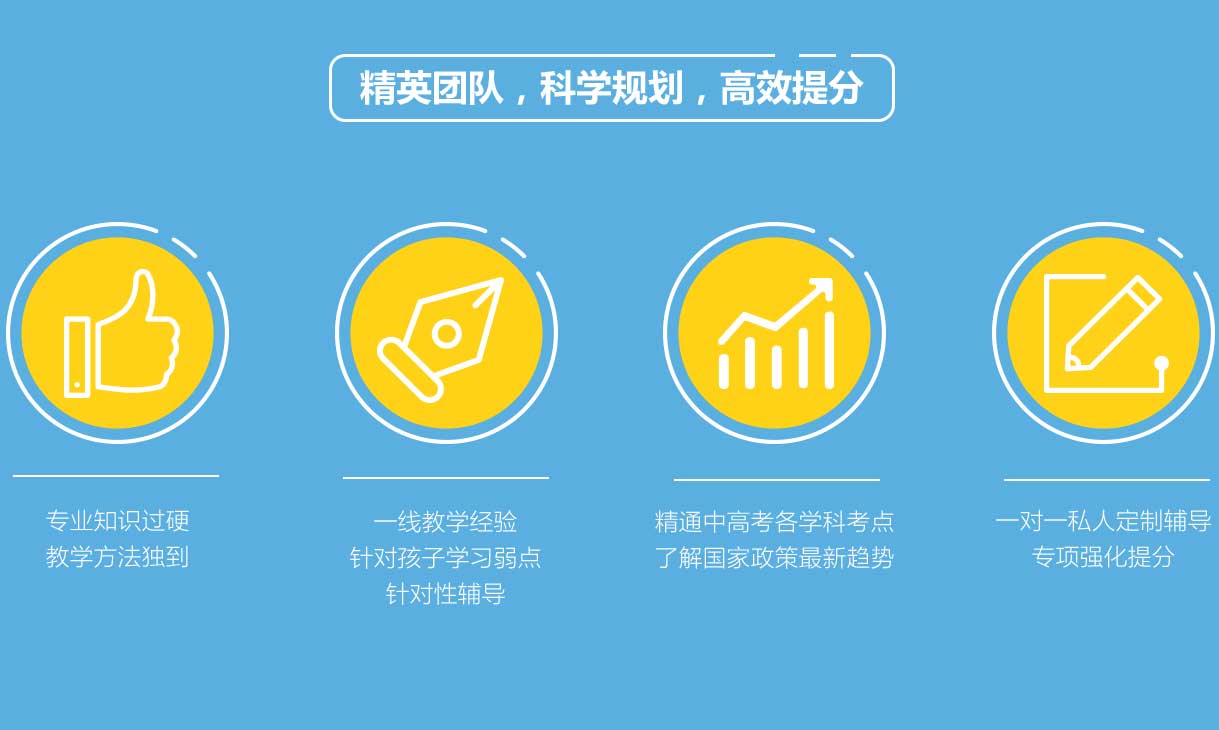 精英团队，科学规划，高效提分
专业知识过硬
教学方法独到
一线教学经验
针对孩子学习弱点
针对性辅导
精通中高考各学科考点
了解国家政策最新趋势
一对一私人定制辅导
专项强化提分